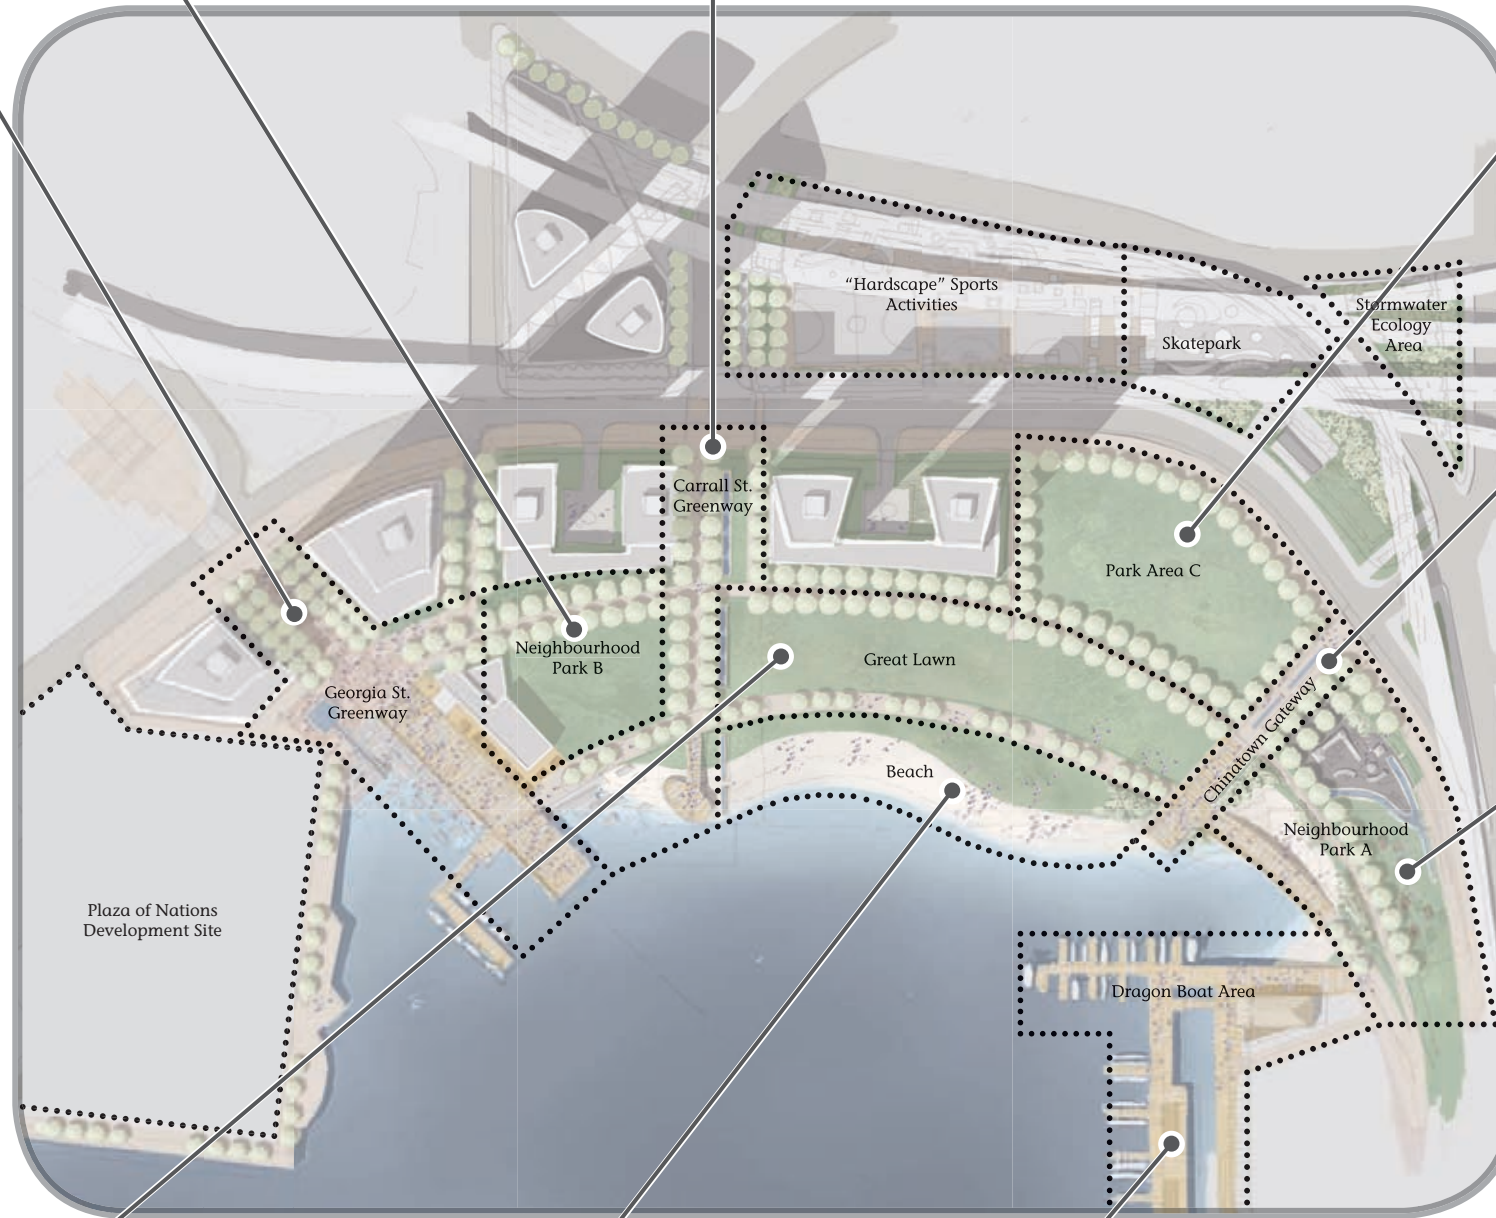 “Hardscape” Sports
Activities
Stormwater
Ecology
Area
Skatepark
Carrall St.
Greenway
Park Area C
Neighbourhood
Park B
Great Lawn
Georgia St.
Greenway
Chinatown Gateway
Beach
Neighbourhood
Park A
Plaza of Nations
Development Site
Dragon Boat Area